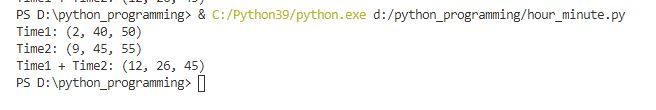 PS D:\python_programming> & C:/Python39/python.exe d:/python_programming/hour_minute.py
Time1: (2, 40, 50)
Time2: (9, 45, 55)
Time1 + Time2: (12, 26, 45)
PS D:\python_programming>